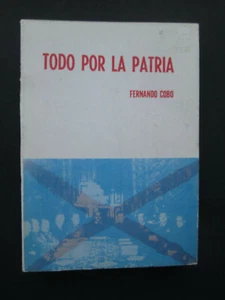 TODO POR LA PATRIA
FERNANDO COBO